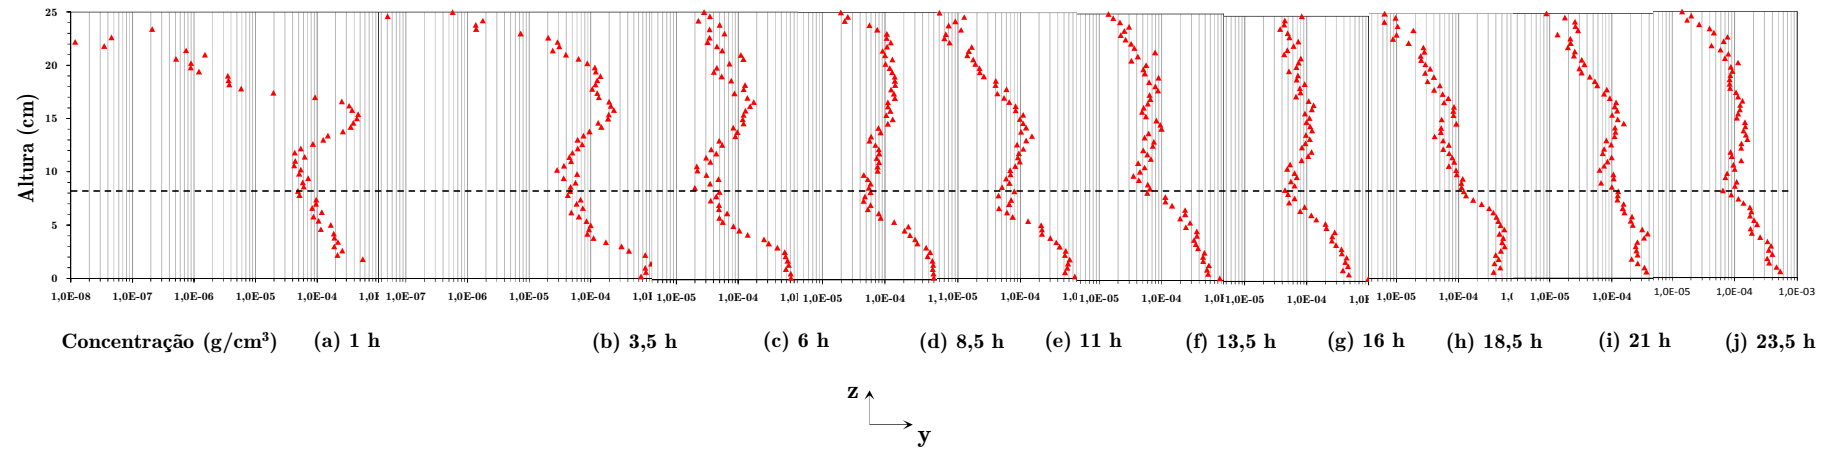 25
20
15
10
5
0
Altura (cm)
1,0E-08 1,0E-07 1,0E-06 1,0E-05 1,0E-04 1,0E-07 1,0E-06 1,0E-05 1,0E-04 1,0E-05 1,0E-04 1,0E-05 1,0E-04 1,0E-05 1,0E-04 1,0E-05 1,0E-04 1,0E-05 1,0E-04 1,0E-05 1,0E-04 1,0E-05 1,0E-04 1,0E-05 1,0E-04 1,0E-03
Concentração (g/cm³) (a) 1 h (b) 3,5 h (c) 6 h (d) 8,5 h (e) 11 h (f) 13,5 h (g) 16 h (h) 18,5 h (i) 21 h (j) 23,5 h
z
y